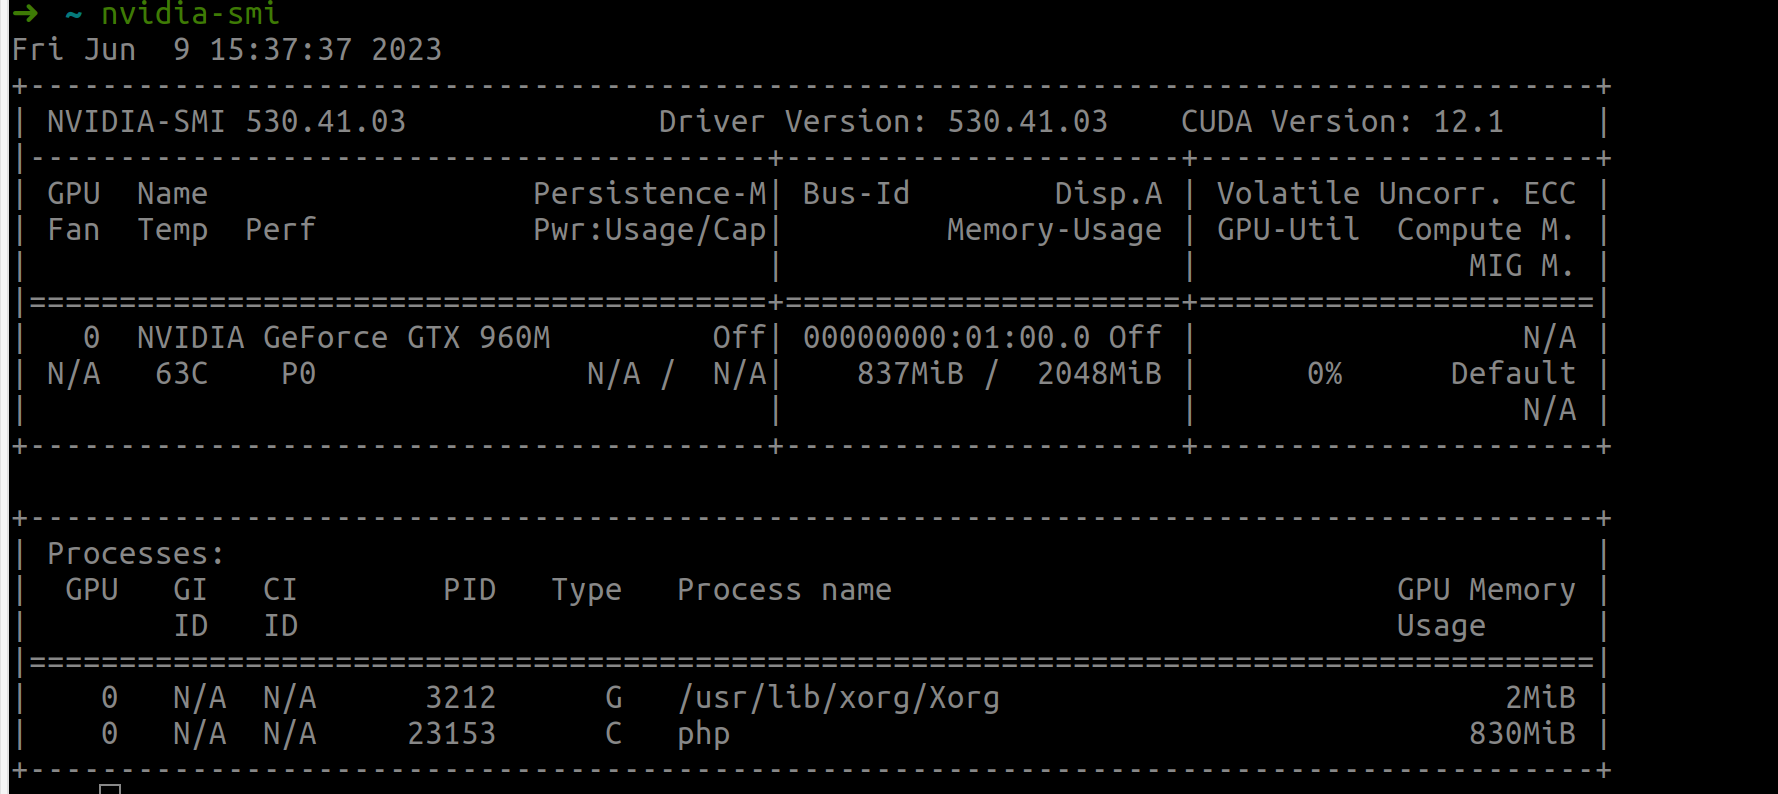 ➜  ~ nvidia-smi
Fri Jun  9 15:37:37 2023
+---------------------------------------------------------------------------------------+
| NVIDIA-SMI 530.41.03              Driver Version: 530.41.03    CUDA Version: 12.1     |
|-----------------------------------------+----------------------+----------------------+
| GPU  Name                  Persistence-M| Bus-Id        Disp.A | Volatile Uncorr. ECC |
| Fan  Temp  Perf            Pwr:Usage/Cap|         Memory-Usage | GPU-Util  Compute M. |
|                                         |                      |               MIG M. |
|=========================================+======================+======================|
|   0  NVIDIA GeForce GTX 960M         Off| 00000000:01:00.0 Off |                  N/A |
| N/A   63C    P0               N/A /  N/A|    837MiB /  2048MiB |      0%      Default |
|                                         |                      |                  N/A |
+-----------------------------------------+----------------------+----------------------+

+---------------------------------------------------------------------------------------+
| Processes:                                                                            |
|  GPU   GI   CI        PID   Type   Process name                            GPU Memory |
|        ID   ID                                                             Usage      |
|=======================================================================================|
|    0   N/A  N/A      3212      G   /usr/lib/xorg/Xorg                            2MiB |
|    0   N/A  N/A     23153      C   php                                         830MiB |
+---------------------------------------------------------------------------------------+